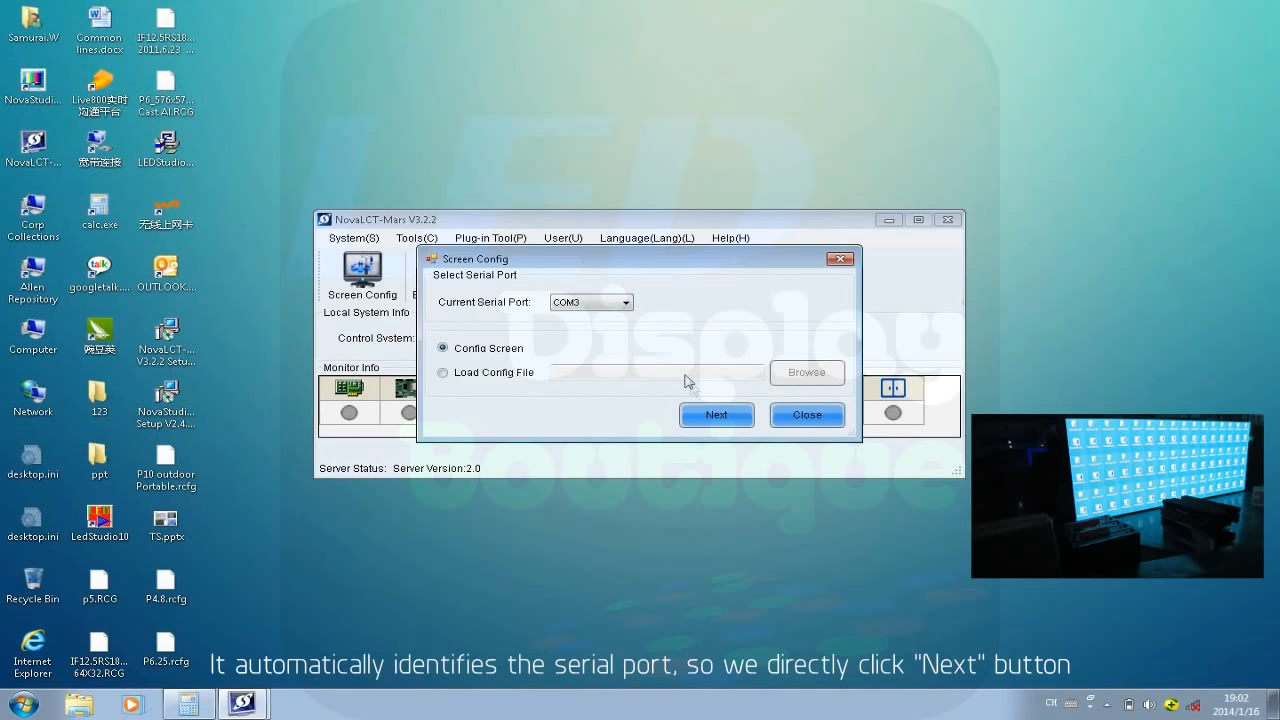 Samurai.W
Common lines.docx
IF12.5RS18... 2011.6.23 ...
NovaStudi...
Live800实时沟通平台
P6_576x57... Cast Al.RCG
NovaLCT-...
宽带连接
LEDStudio...
Corp Collections
calc.exe
无线上网卡
Allen Repository
googletalk....
OUTLOOK....
Computer
豌豆荚
NovaLCT-... V3.2.2 Setu...
Network
123
NovaStudi... Setup V2.4....
desktop.ini
ppt
P10 outdoor Portable.rcfg
desktop.ini
LedStudio10
TS.pptx
Recycle Bin
p5.RCG
P4.8.rcfg
Internet Explorer
IF12.5RS18... 64X32.RCG
P6.25.rcfg
LED
Display
Boutique
NovaLCT-Mars V3.2.2
System(S) Tools(C) Plug-in Tool(P) User(U) Language(Lang)(L) Help(H)
Screen Config
Local System Info
Control System:
Monitor Info
Server Status: Server Version:2.0
Screen Config
Select Serial Port
Current Serial Port: COM3
Config Screen
Load Config File Browse
Next Close
It automatically identifies the serial port, so we directly click "Next" button
CH
19:02
2014/1/16